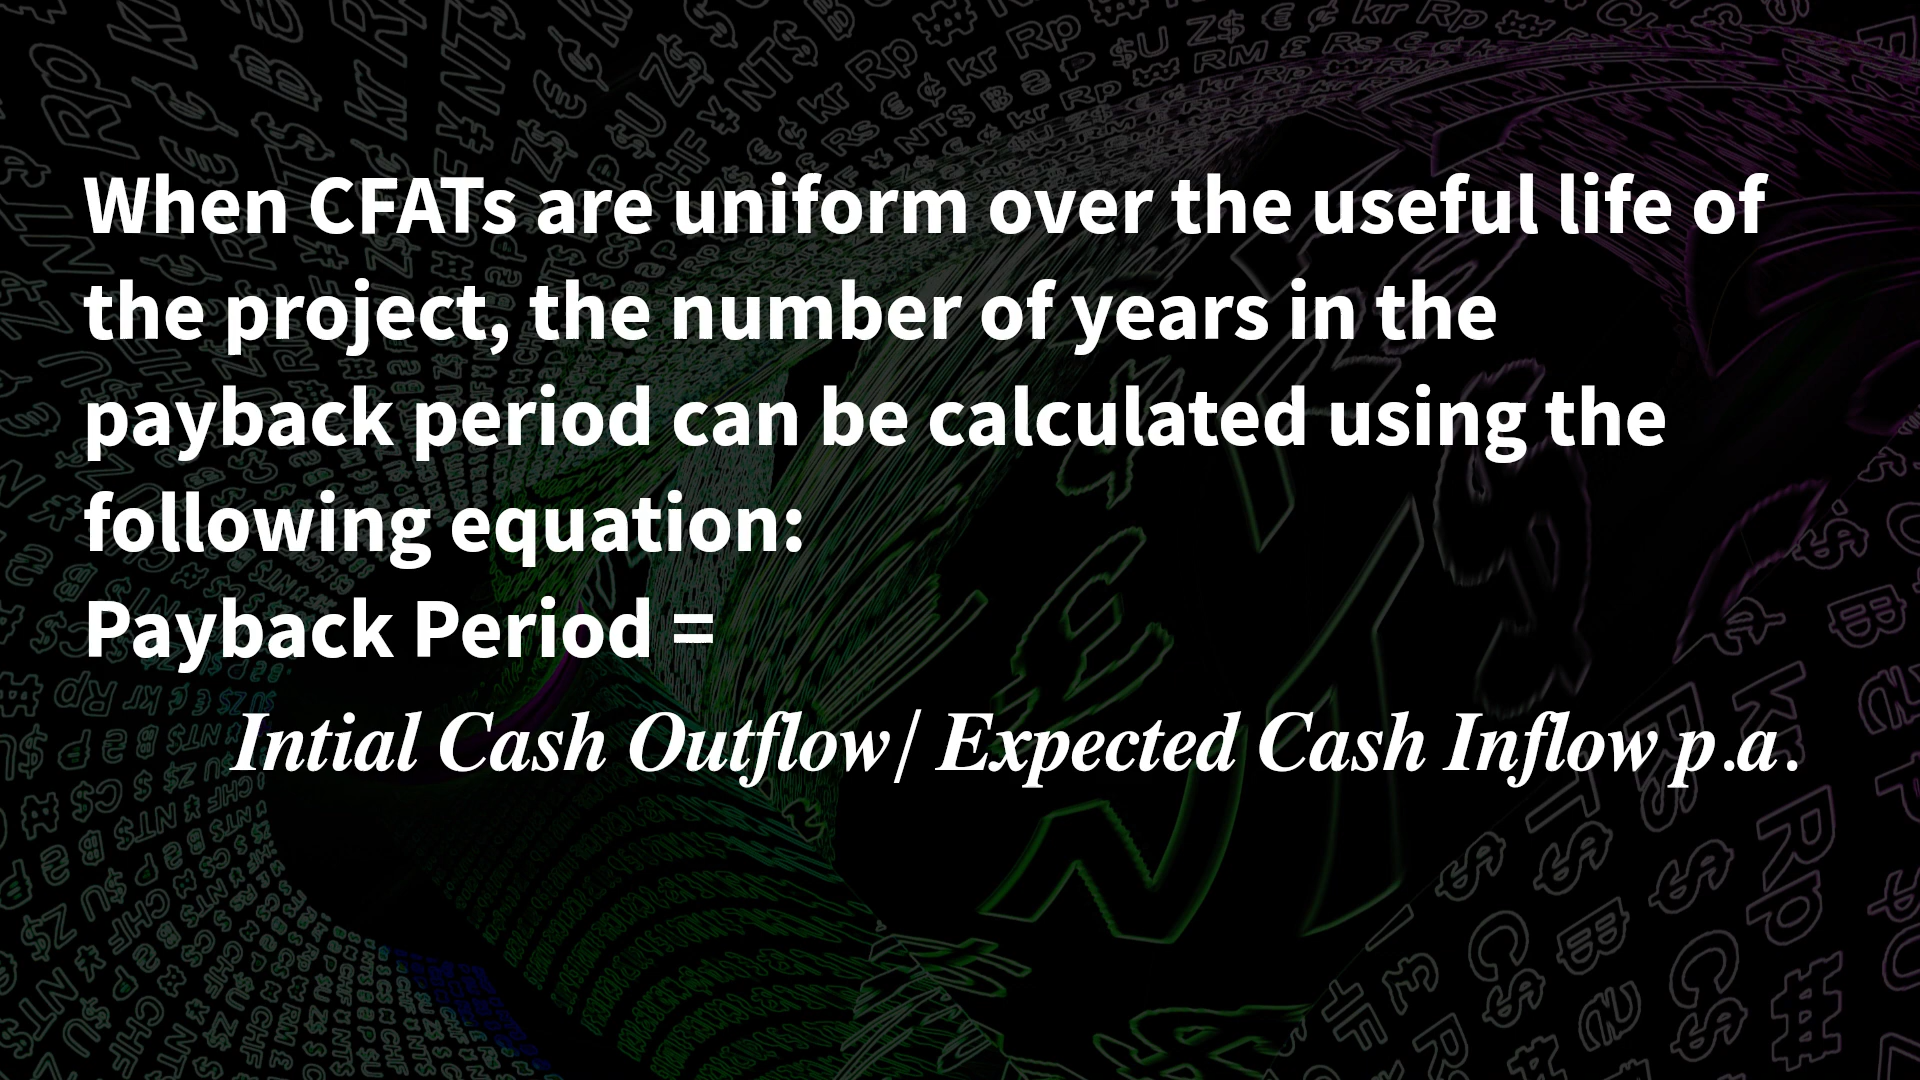 When CFATs are uniform over the useful life of
the project, the number of years in the
payback period can be calculated using the
following equation:
Payback Period =
Intial Cash Outflow/ Expected Cash Inflow p.a.